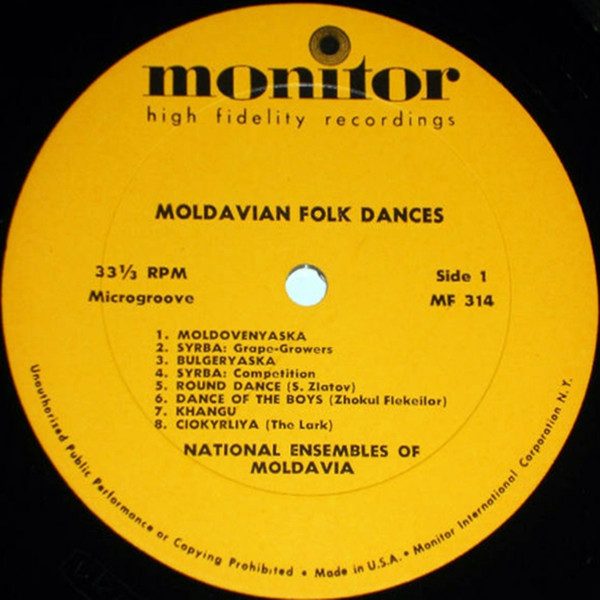 monitor
high fidelity recordings
MOLDAVIAN FOLK DANCES
33⅓ RPM
Microgroove
Side 1
MF 314
1. MOLDOVENYASKA
2. SYRBA: Grape-Growers
3. BULGERYASKA
4. SYRBA: Competition
5. ROUND DANCE (S. Zlatov)
6. DANCE OF THE BOYS (Zhokul Flekeilor)
7. KHANGU
8. CIOKYRLIYA (The Lark)
NATIONAL ENSEMBLES OF
MOLDAVIA
Unauthorised Public Performance or Copying Prohibited • Made in U.S.A. • Monitor International Corporation N.Y.